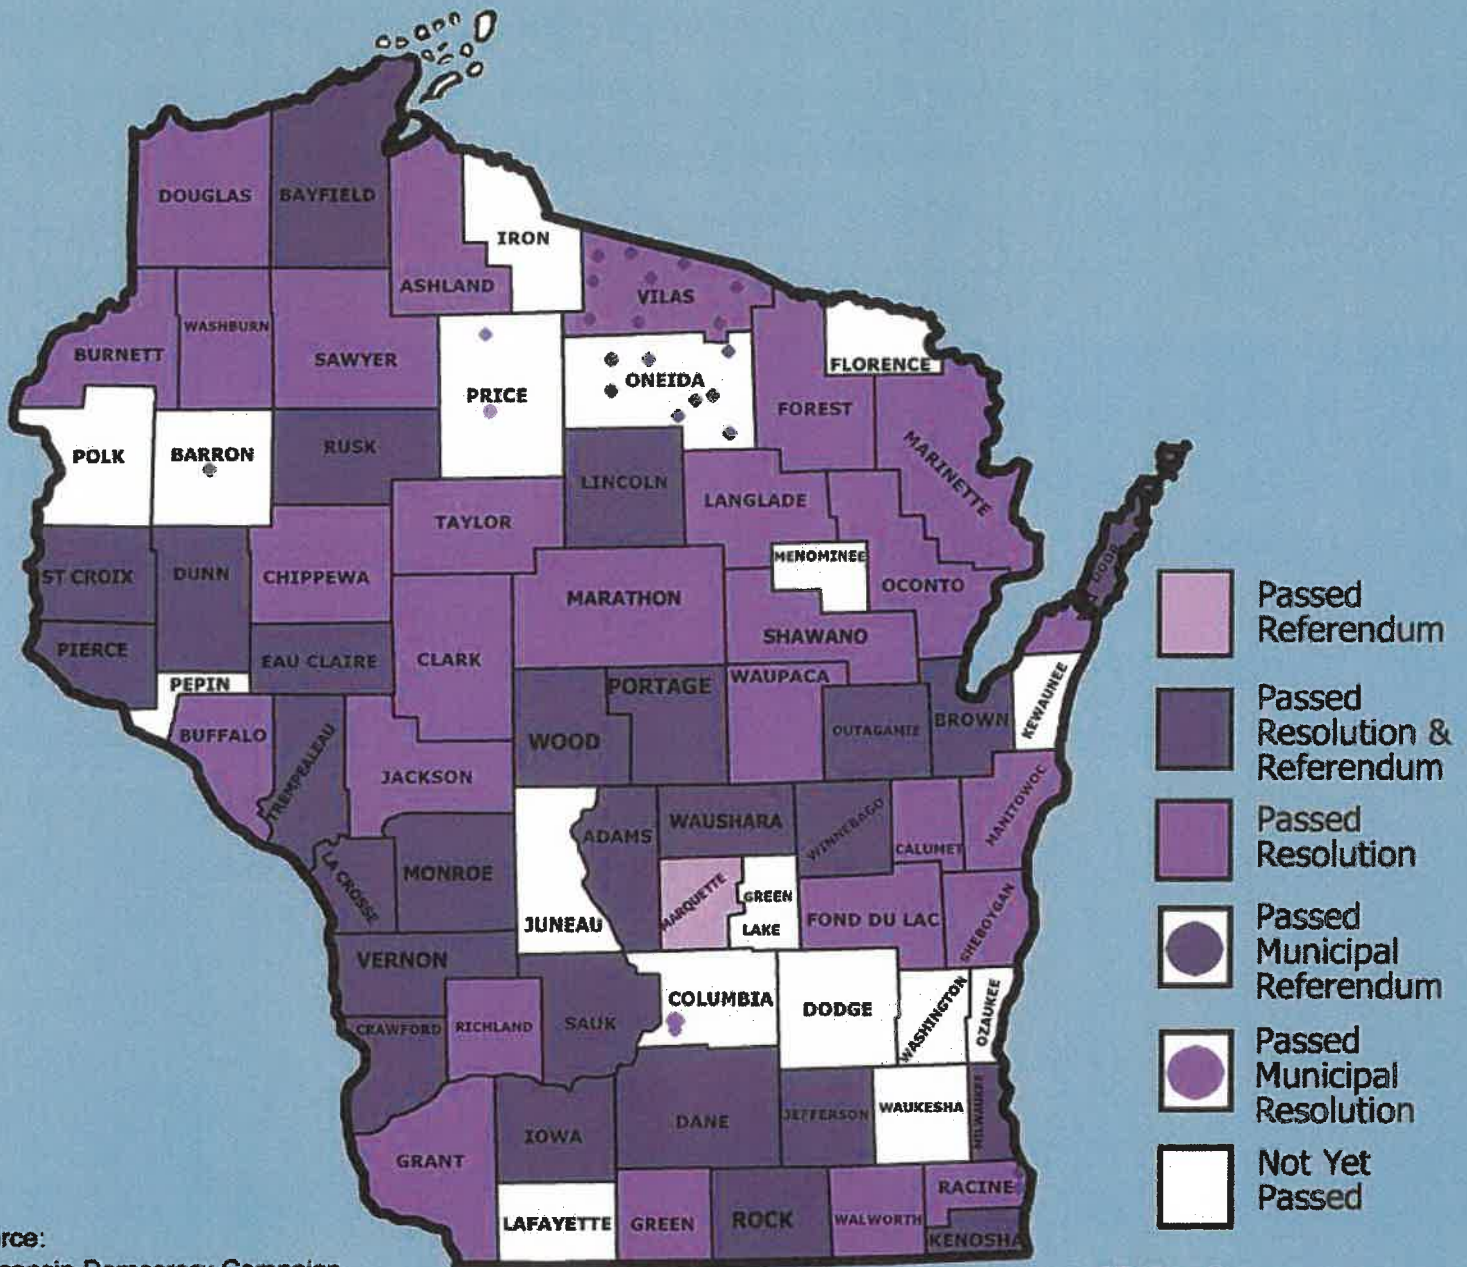 DOUGLAS
BAYFIELD
IRON
ASHLAND
VILAS
WASHBURN
BURNETT
SAWYER
FLORENCE
PRICE
ONEIDA
FOREST
POLK
BARRON
RUSK
MARINETTE
LINCOLN
LANGLADE
TAYLOR
MENOMINEE
DOOR
ST CROIX
DUNN
CHIPPEWA
OCONTO
MARATHON
SHAWANO
PIERCE
EAU CLAIRE
CLARK
PEPIN
PORTAGE
WAUPACA
KEWAUNEE
BUFFALO
TREMPEALEAU
WOOD
OUTAGAMIE
BROWN
JACKSON
MANITOWOC
ADAMS
WAUSHARA
WINNEBAGO
CALUMET
LA CROSSE
MONROE
JUNEAU
MARQUETTE
GREEN
LAKE
FOND DU LAC
SHEBOYGAN
VERNON
COLUMBIA
DODGE
WASHINGTON
OZAUKEE
CRAWFORD
RICHLAND
SAUK
DANE
JEFFERSON
WAUKESHA
MILWAUKEE
IOWA
GRANT
LAFAYETTE
GREEN
ROCK
WALWORTH
RACINE
KENOSHA
Passed
Referendum
Passed
Resolution &
Referendum
Passed
Resolution
Passed
Municipal
Referendum
Passed
Municipal
Resolution
Not Yet
Passed
rce:
Democracy Campaign